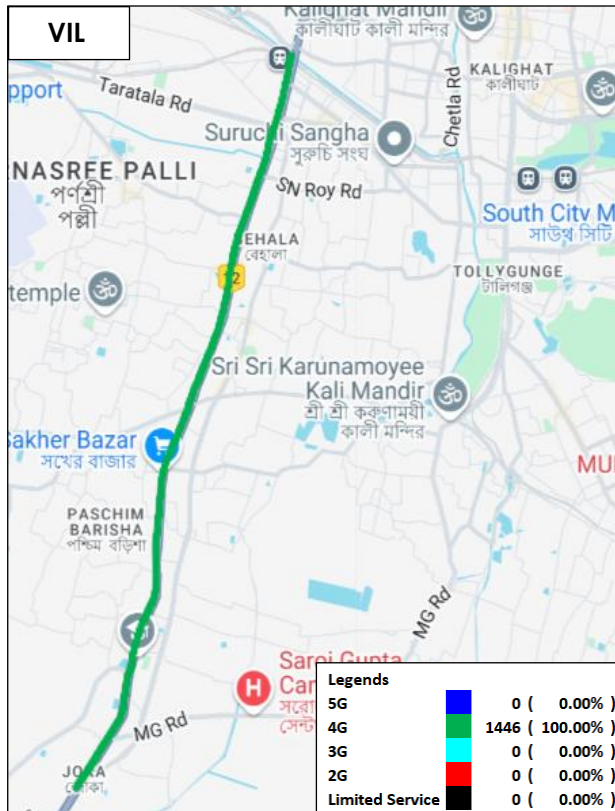 VIL
Kalighat Mandir
কালীঘাট কালী মন্দির
KALIGHAT
কালীঘাট
pport
Taratala Rd
Chetla Rd
Suruchi Sangha
সুরুচি সংঘ
NASREE PALLI
পর্ণশ্রী
পল্লী
SN Roy Rd
South City M
সাউথ সিটি
BEHALA
বেহালা
12
TOLLYGUNGE
টালিগঞ্জ
temple
Sri Sri Karunamoyee
Kali Mandir
শ্রী শ্রী করুণাময়ী
কালী মন্দির
Sakher Bazar
সখের বাজার
MU
PASCHIM
BARISHA
পশ্চিম বড়িশা
MG Rd
Saroj Gupta
Can
সরো
সেন্ট
H
MG Rd
JOKA
জোকা
Legends
5G 0 ( 0.00% )
4G 1446 ( 100.00% )
3G 0 ( 0.00% )
2G 0 ( 0.00% )
Limited Service 0 ( 0.00% )